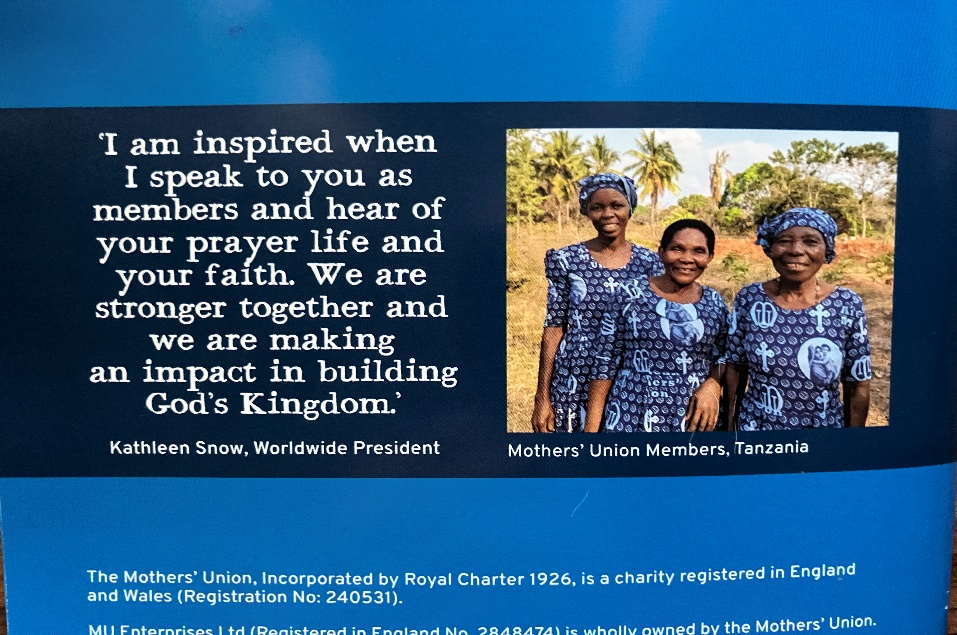 'I am inspired when
I speak to you as
members and hear of
your prayer life and
your faith. We are
stronger together and
we are making
an impact in building
God's Kingdom.'
Kathleen Snow, Worldwide President
Mothers' Union Members, Tanzania
The Mothers' Union, Incorporated by Royal Charter 1926, is a charity registered in England
and Wales (Registration No: 240531).
MU Enterprises Ltd (Registered in England No. 2848474) is wholly owned by the Mothers' Union.